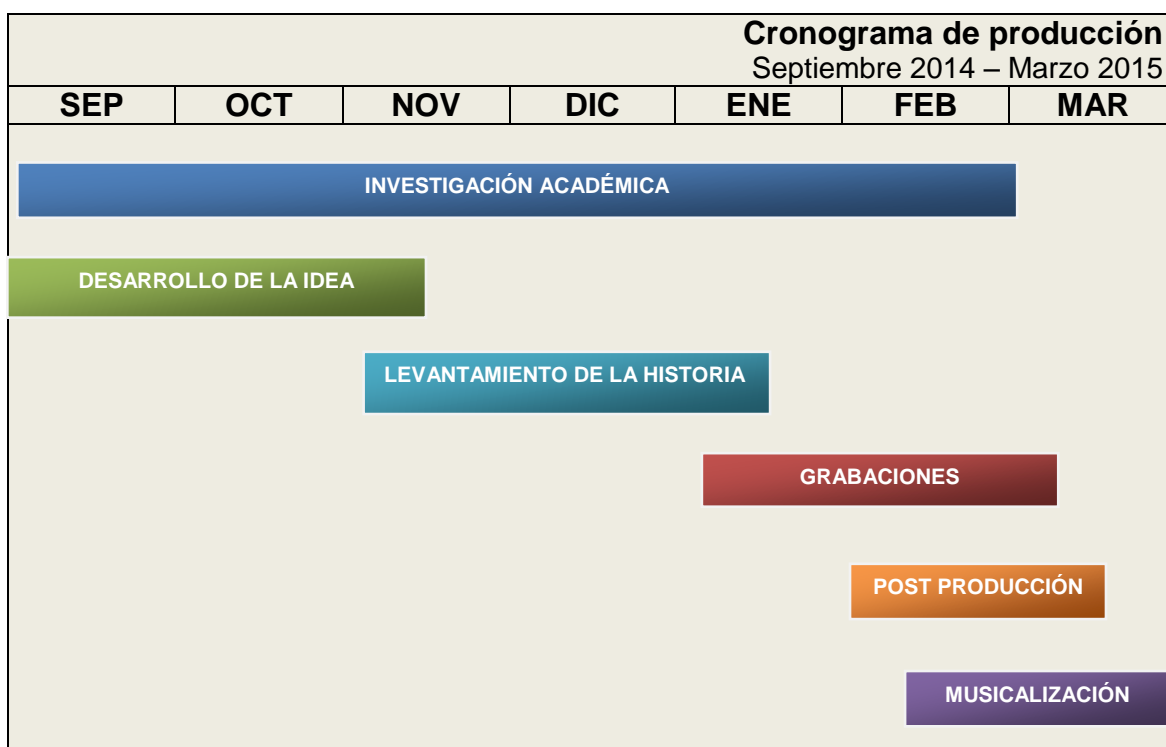 Cronograma de producción
Septiembre 2014 – Marzo 2015
SEP OCT NOV DIC ENE FEB MAR
INVESTIGACIÓN ACADÉMICA
DESARROLLO DE LA IDEA
LEVANTAMIENTO DE LA HISTORIA
GRABACIONES
POST PRODUCCIÓN
MUSICALIZACIÓN